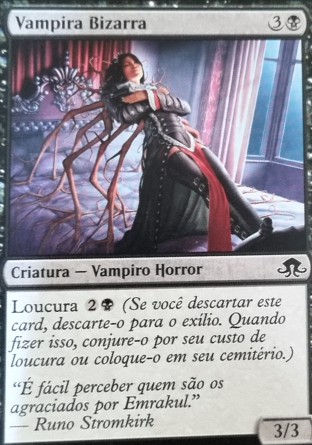 Vampira Bizarra 3
Criatura — Vampiro Horror
Loucura 2 (Se você descartar este
card, descarte-o para o exílio. Quando
fizer isso, conjure-o por seu custo de
loucura ou coloque-o em seu cemitério.)
“É fácil perceber quem são os
agraciados por Emrakul.”
— Runo Stromkirk
3/3